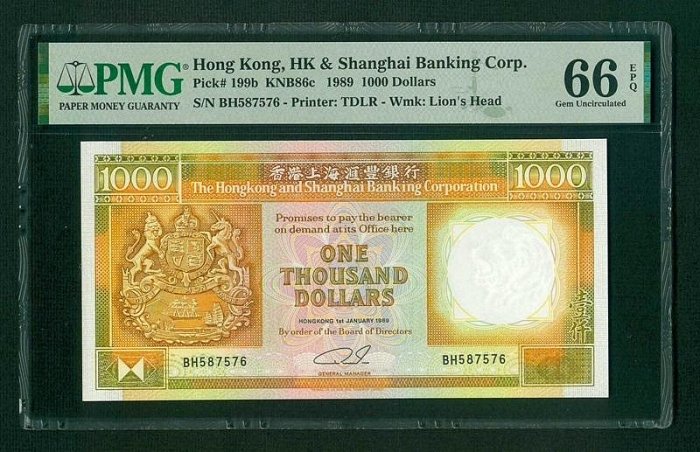 PMG
PAPER MONEY GUARANTY
Hong Kong, HK & Shanghai Banking Corp.
Pick# 199b KNB86c 1989 1000 Dollars
S/N BH587576 - Printer: TDLR - Wmk: Lion's Head
66 EPQ
Gem Uncirculated
1000
香港上海滙豐銀行
1000
The Hongkong and Shanghai Banking Corporation
Promises to pay the bearer
on demand at its Office here
ONE
THOUSAND
DOLLARS
HONGKONG 1st JANUARY 1989
By order of the Board of Directors
壹仟
BH587576
BH587576
GENERAL MANAGER